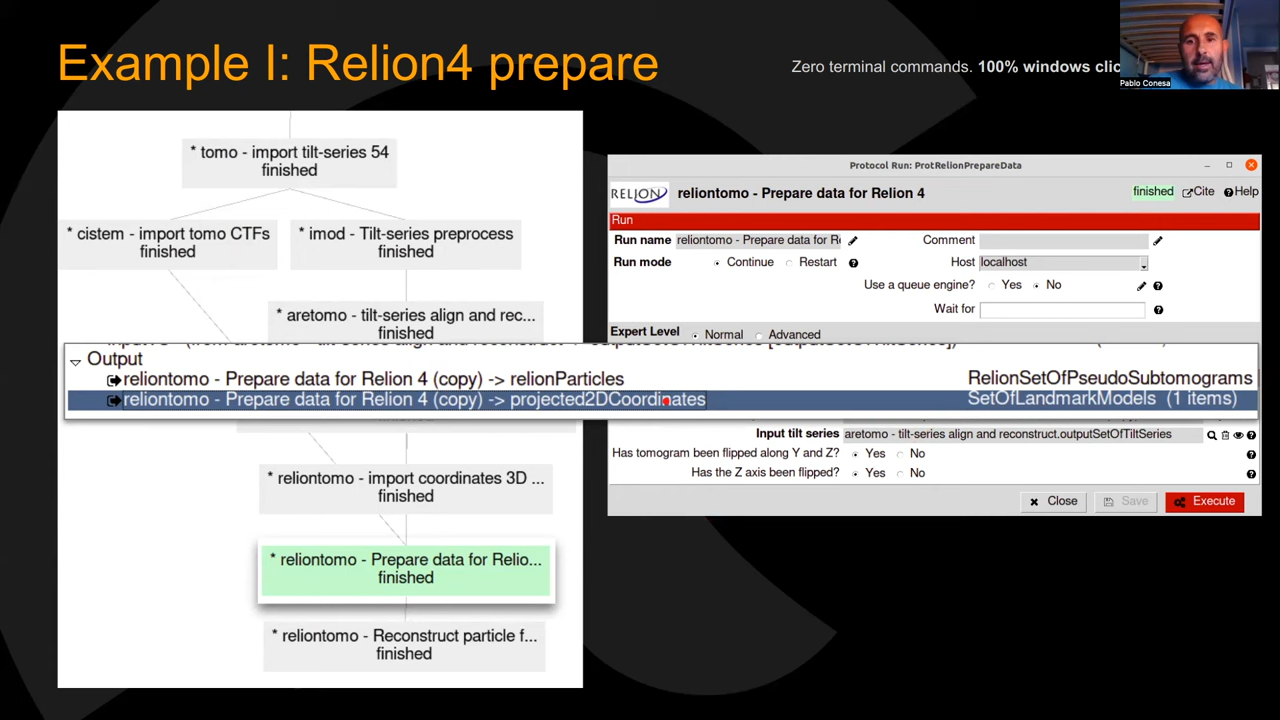 Example I: Relion4 prepare
Zero terminal commands. 100% windows clic
Pablo Conesa
* tomo - import tilt-series 54
finished
* cistem - import tomo CTFs
finished
* imod - Tilt-series preprocess
finished
* aretomo - tilt-series align and rec...
finished
Protocol Run: ProtRelionPrepareData
RELION
reliontomo - Prepare data for Relion 4
finished
Cite
Help
Run
Run name
reliontomo - Prepare data for R
Comment
Run mode
Continue
Restart
Host
localhost
Use a queue engine?
Yes
No
Wait for
Expert Level
Normal
Advanced
Output
reliontomo - Prepare data for Relion 4 (copy) -> relionParticles
RelionSetOfPseudoSubtomograms
reliontomo - Prepare data for Relion 4 (copy) -> projected2DCoordinates
SetOfLandmarkModels (1 items)
Input tilt series
aretomo - tilt-series align and reconstruct.outputSetOfTiltSeries
Has tomogram been flipped along Y and Z?
Yes
No
Has the Z axis been flipped?
Yes
No
Close
Save
Execute
* reliontomo - import coordinates 3D ...
finished
* reliontomo - Prepare data for Relio...
finished
* reliontomo - Reconstruct particle f...
finished